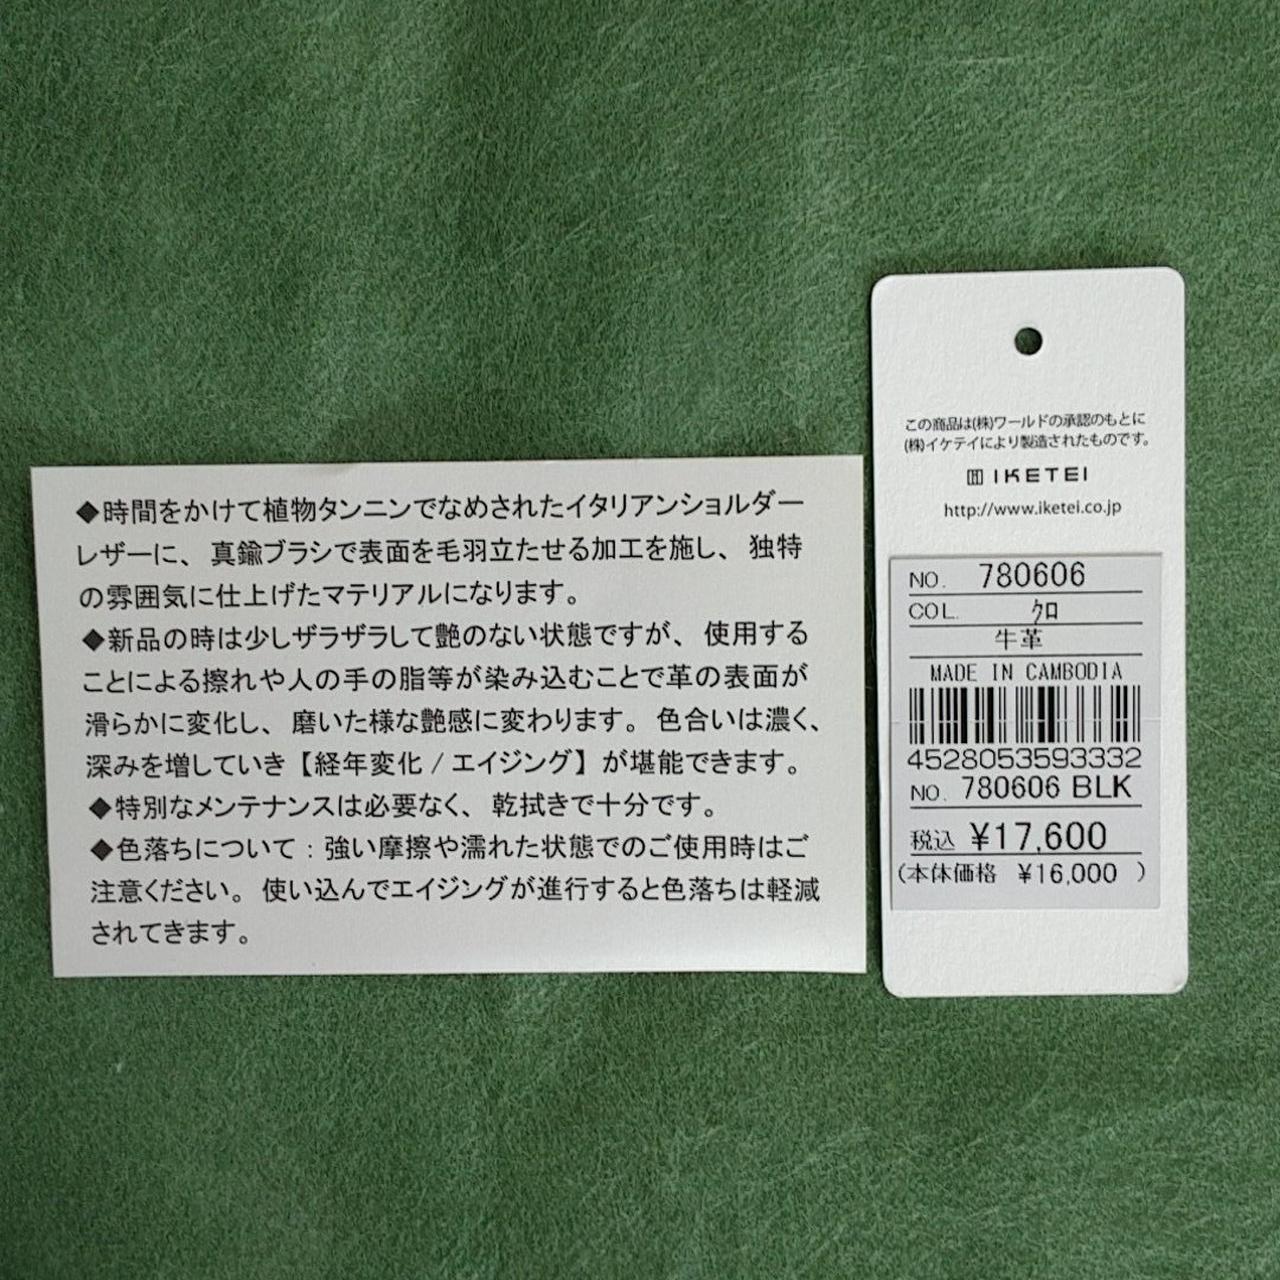 ◆時間をかけて植物タンニンでなめされたイタリアンショルダー
レザーに、真鍮ブラシで表面を毛羽立たせる加工を施し、独特
の雰囲気に仕上げたマテリアルになります。
◆新品の時は少しザラザラして艶のない状態ですが、使用する
ことによる擦れや人の手の脂等が染み込むことで革の表面が
滑らかに変化し、磨いた様な艶感に変わります。色合いは濃く、
深みを増していき【経年変化/エイジング】が堪能できます。
◆特別なメンテナンスは必要なく、乾拭きで十分です。
◆色落ちについて：強い摩擦や濡れた状態でのご使用時はご
注意ください。使い込んでエイジングが進行すると色落ちは軽減
されてきます。
この商品は(株)ワールドの承認のもとに
(株)イケテイにより製造されたものです。
IKETEI
http://www.iketei.co.jp
NO. 780606
COL. ｸﾛ
牛革
MADE IN CAMBODIA
4528053593332
NO. 780606 BLK
税込 ¥17,600
(本体価格 ¥16,000 )